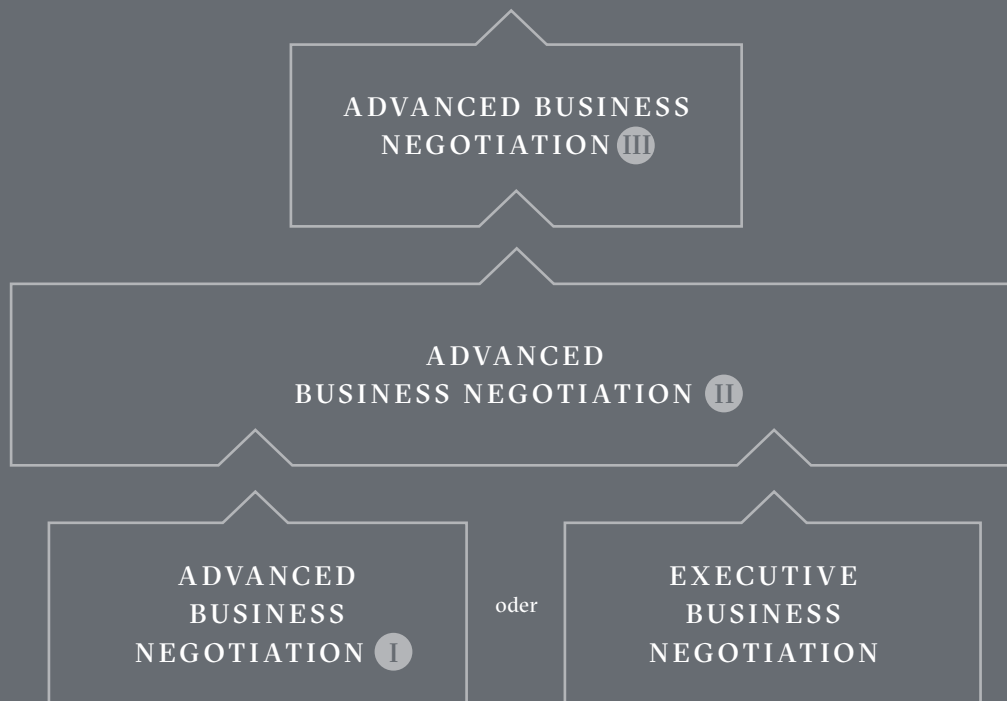 ADVANCED BUSINESS
NEGOTIATION III
ADVANCED
BUSINESS NEGOTIATION II
ADVANCED
BUSINESS
NEGOTIATION I
oder
EXECUTIVE
BUSINESS
NEGOTIATION